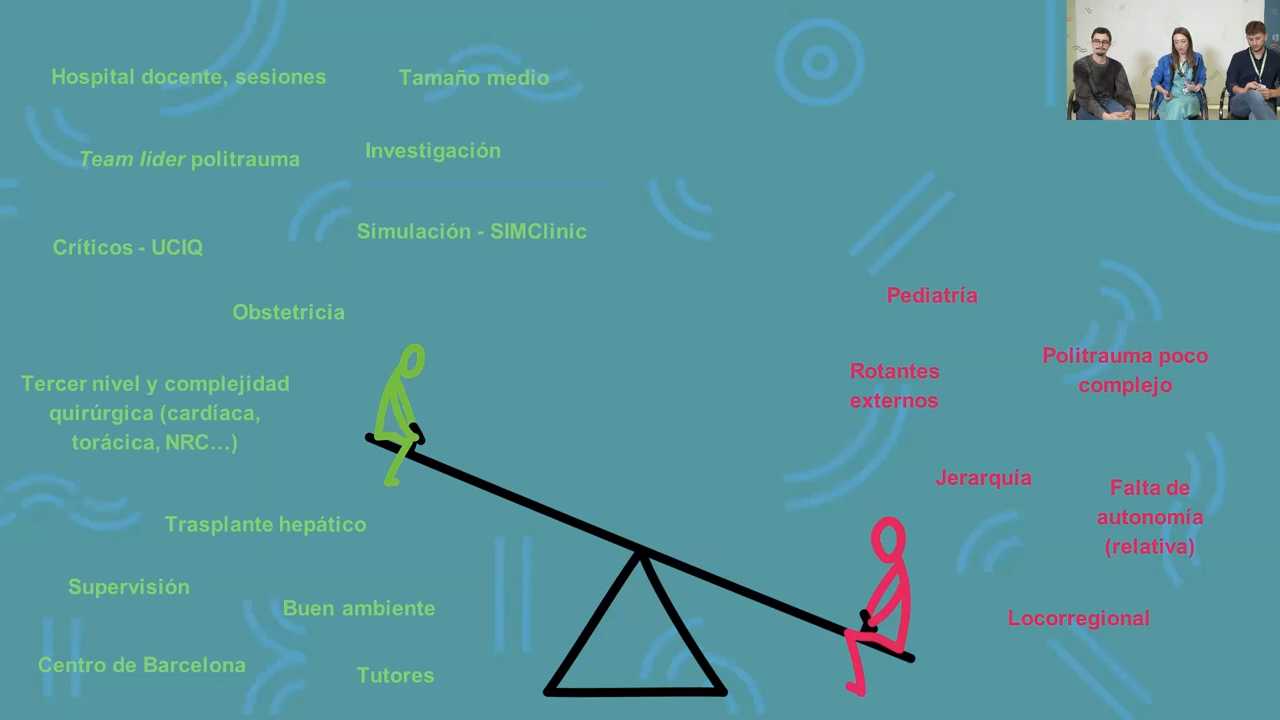 Hospital docente, sesiones
Tamaño medio
Team lider politrauma
Investigación
Críticos - UCIQ
Simulación - SIMClinic
Obstetricia
Tercer nivel y complejidad
quirúrgica (cardíaca,
torácica, NRC...)
Trasplante hepático
Supervisión
Buen ambiente
Centro de Barcelona
Tutores
Pediatría
Rotantes
externos
Politrauma poco
complejo
Jerarquía
Falta de
autonomía
(relativa)
Locorregional